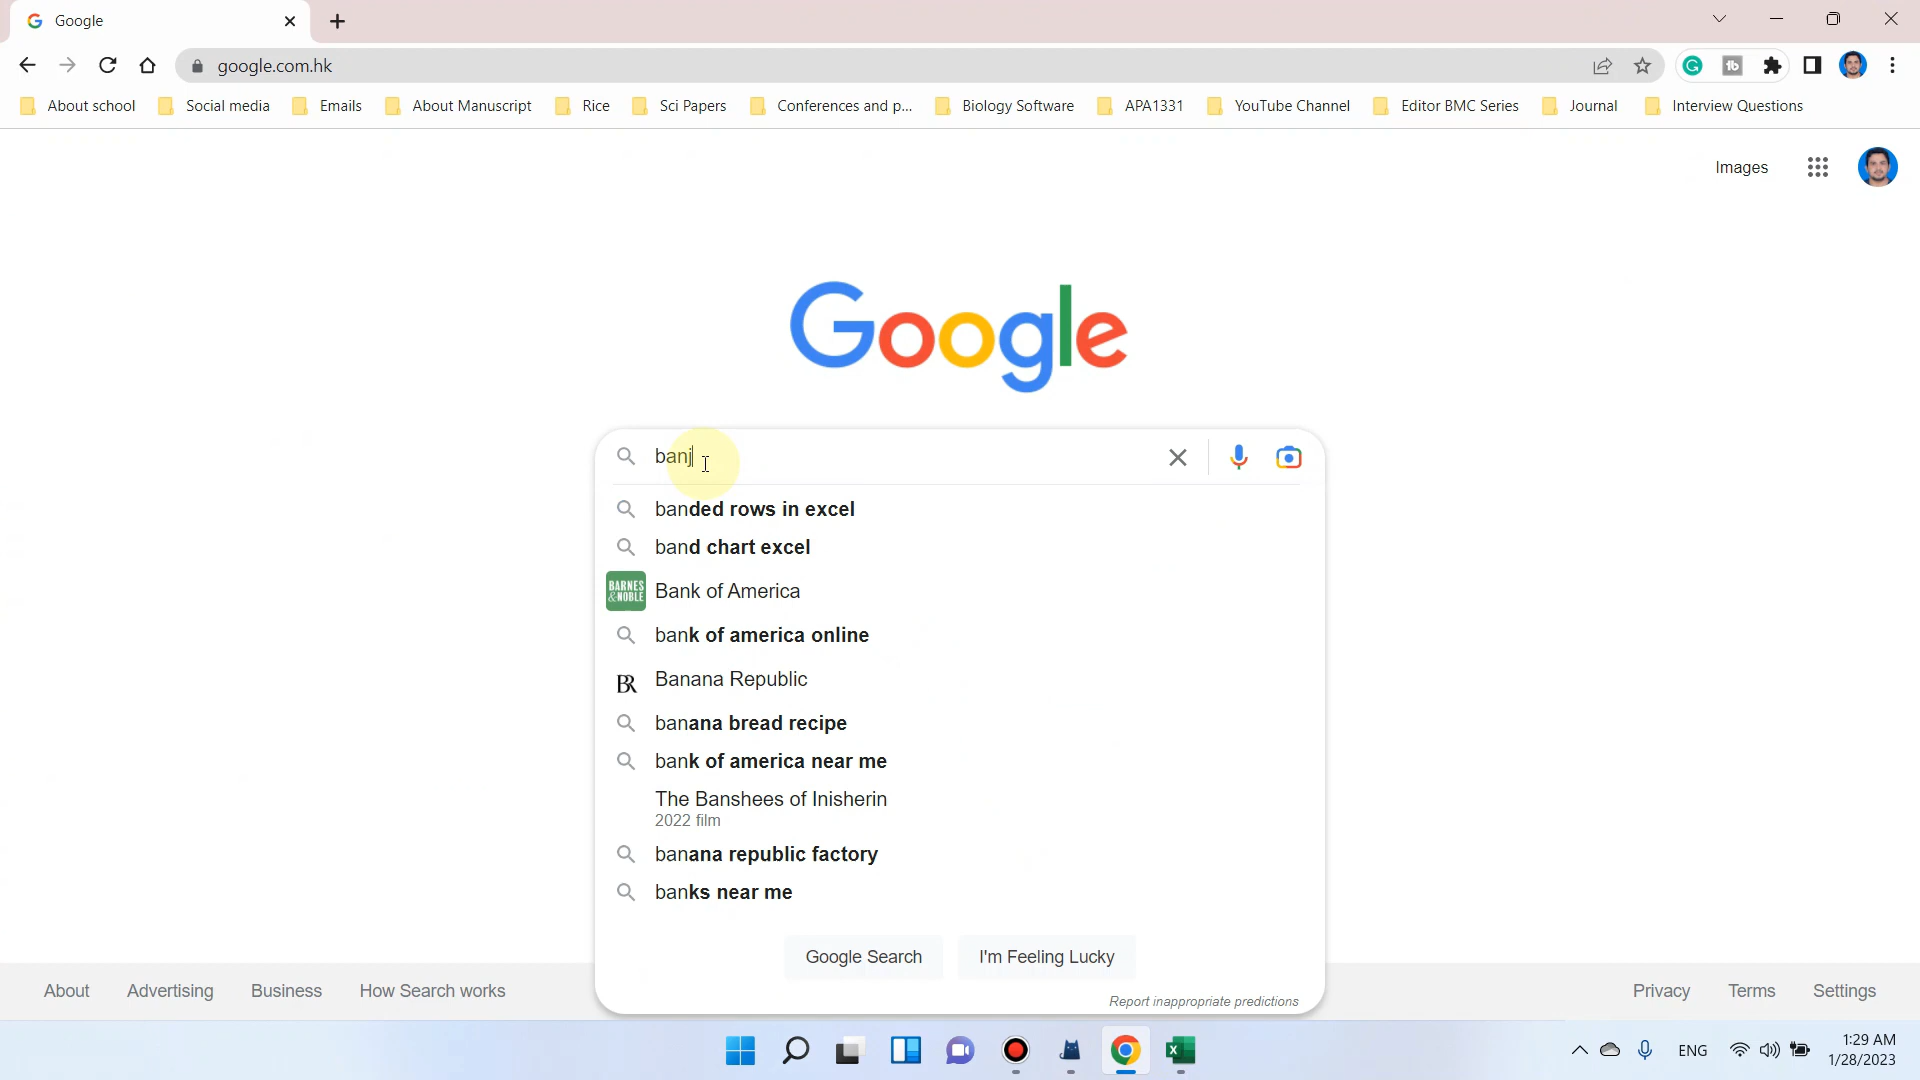 Google
google.com.hk
About school Social media Emails About Manuscript Rice Sci Papers Conferences and p... Biology Software APA1331 YouTube Channel Editor BMC Series Journal Interview Questions
Images
Google
banj
banded rows in excel
band chart excel
BARNES
&NOBLE
Bank of America
bank of america online
BR Banana Republic
banana bread recipe
bank of america near me
The Banshees of Inisherin
2022 film
banana republic factory
banks near me
Google Search I'm Feeling Lucky
Report inappropriate predictions
About Advertising Business How Search works Privacy Terms Settings
ENG
1:29 AM
1/28/2023